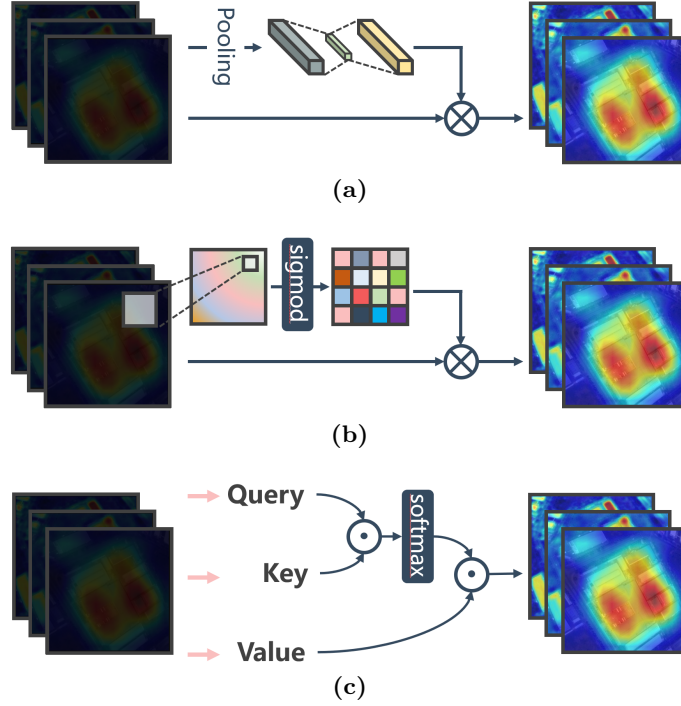 Pooling
(a)
sigmod
(b)
Query
softmax
Key
Value
(c)